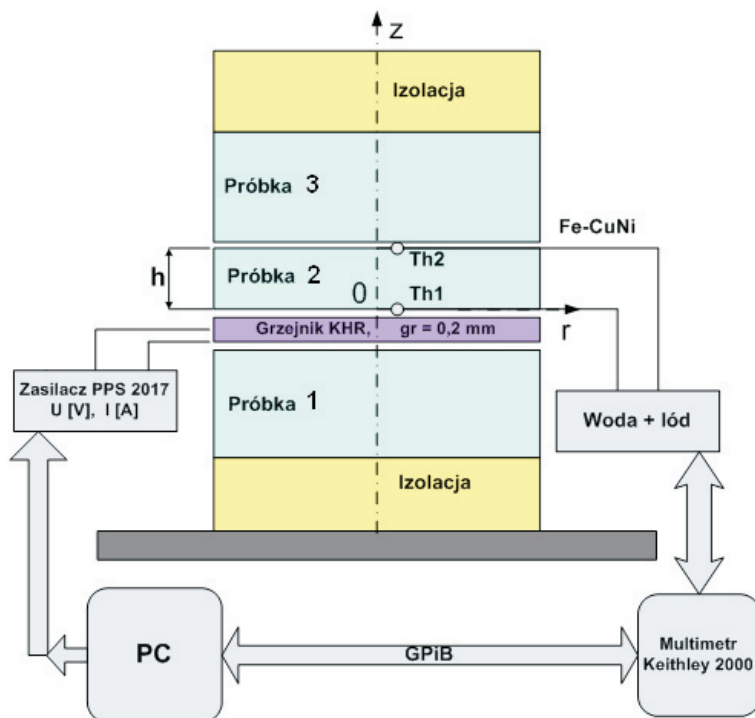 z
Izolacja
Próbka 3
Fe-CuNi
Th2
h
Próbka 2
0
Th1
Grzejnik KHR, gr = 0,2 mm
r
Zasilacz PPS 2017
U [V], I [A]
Próbka 1
Woda + lód
Izolacja
PC
GPiB
Multimetr
Keithley 2000